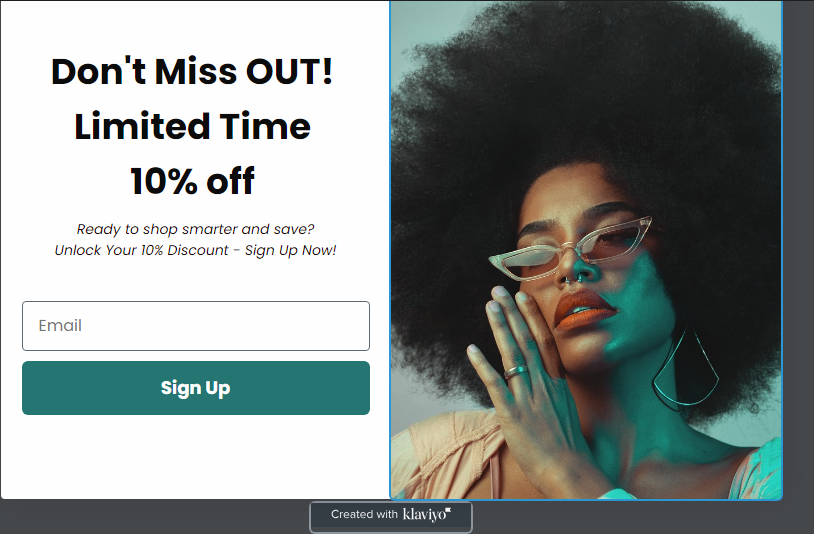 Don't Miss OUT!
Limited Time
10% off
Ready to shop smarter and save?
Unlock Your 10% Discount - Sign Up Now!
Email
Sign Up
Created with klaviyo